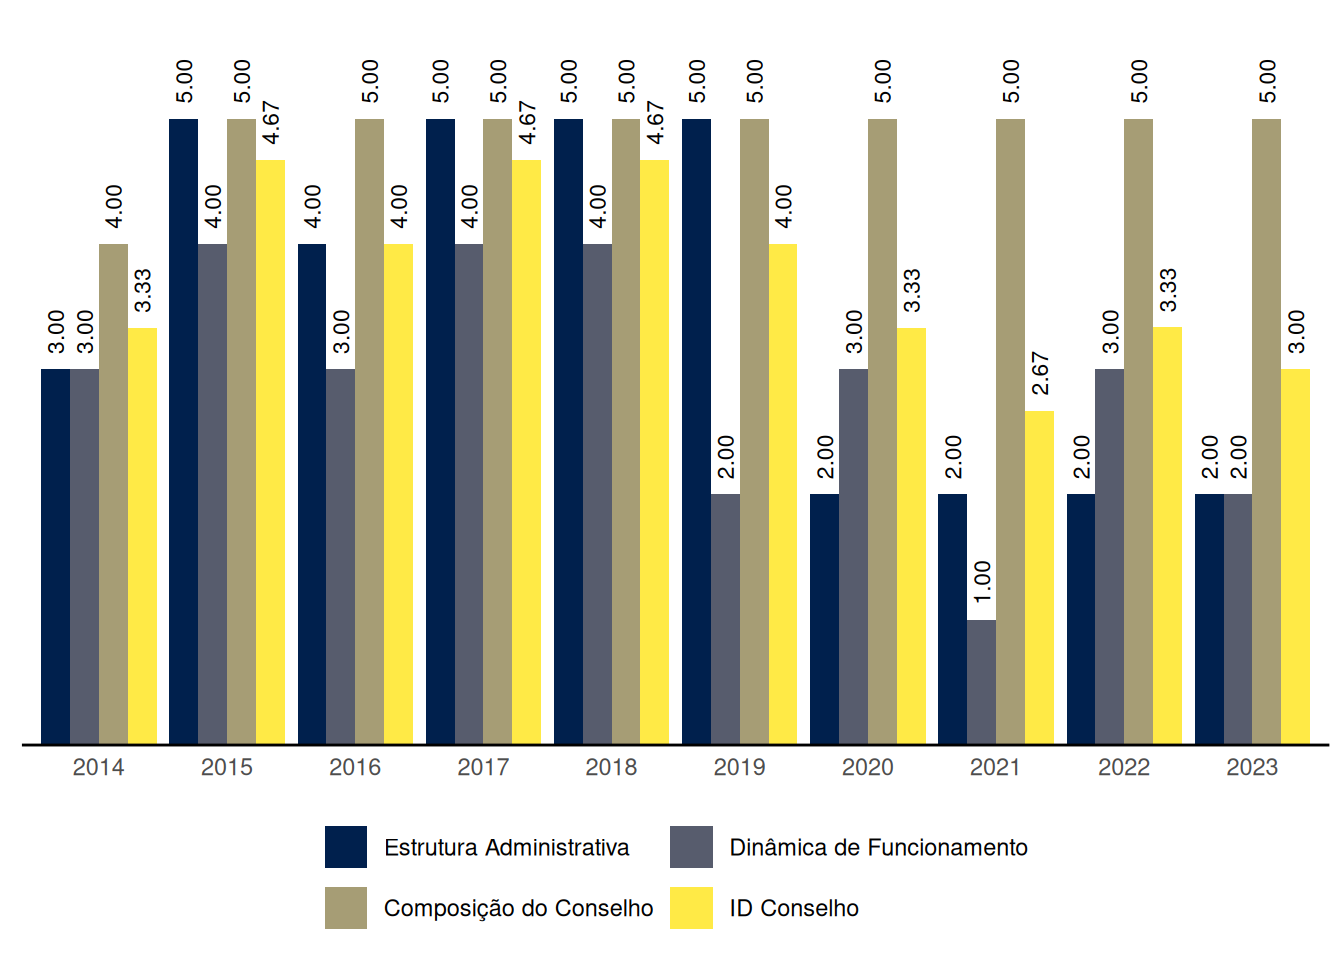 3.00 3.00 4.00 3.33
5.00 4.00 5.00 4.67
4.00 3.00 5.00 4.00
5.00 4.00 5.00 4.67
5.00 4.00 5.00 4.67
5.00 2.00 5.00 4.00
2.00 3.00 5.00 3.33
2.00 1.00 5.00 2.67
2.00 3.00 5.00 3.33
2.00 2.00 5.00 3.00
2014 2015 2016 2017 2018 2019 2020 2021 2022 2023
Estrutura Administrativa Dinâmica de Funcionamento
Composição do Conselho ID Conselho